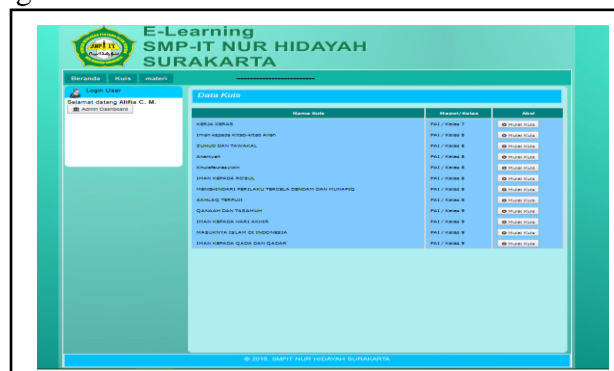 E-Learning
SMP-IT NUR HIDAYAH
SURAKARTA
Beranda Kuis materi
Login User
Selamat datang Alifia C. M.
Admin Dashboard
Data Kuis
Nama Kuis Mapel/Kelas Aksi
KERJA KERAS PAI / Kelas 7 Mulai Kuis
Iman kepada Kitab-kitab Allah PAI / Kelas 8 Mulai Kuis
ZUHUD DAN TAWAKAL PAI / Kelas 8 Mulai Kuis
Ananiyah PAI / Kelas 8 Mulai Kuis
PAI / Kelas 8 Mulai Kuis
IMAN KEPADA ROSUL PAI / Kelas 8 Mulai Kuis
MENGHINDARI PERILAKU TERCELA DENDAM DAN MUNAFIQ PAI / Kelas 8 Mulai Kuis
AKHLAQ TERPUJI PAI / Kelas 8 Mulai Kuis
QANAAH DAN TASAMUH PAI / Kelas 9 Mulai Kuis
IMAN KEPADA HARI AKHIR PAI / Kelas 9 Mulai Kuis
MASUKNYA ISLAM DI INDONESIA PAI / Kelas 9 Mulai Kuis
IMAN KEPADA QADA DAN QADAR PAI / Kelas 9 Mulai Kuis
SMPIT NUR HIDAYAH SURAKARTA